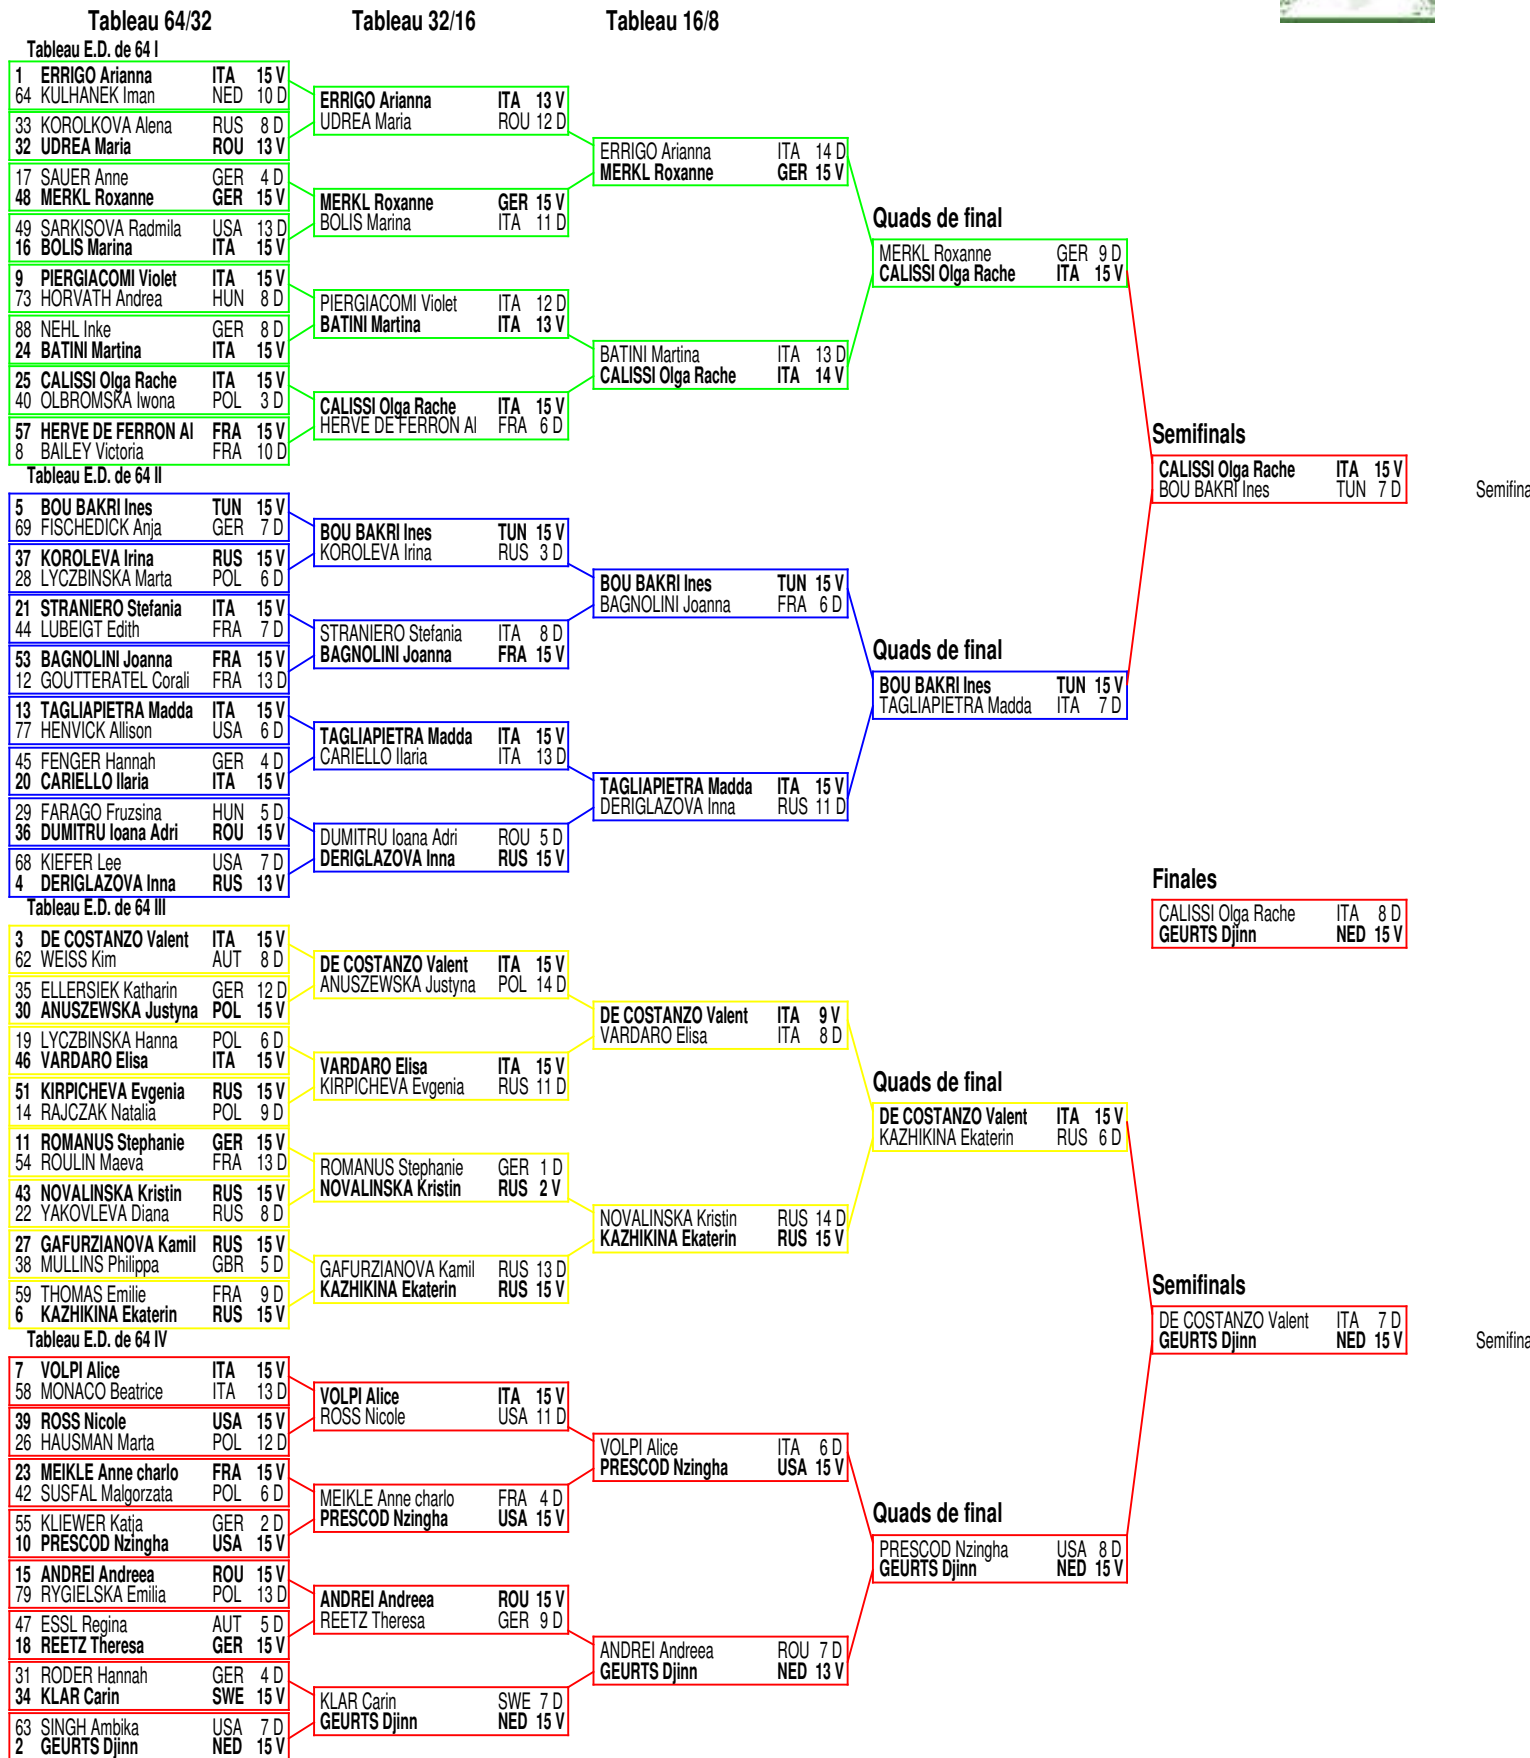 Tableau 64/32
Tableau 32/16
Tableau 16/8
Tableau E.D. de 64 I
1 ERRIGO Arianna ITA 15 V
64 KULHANEK Iman NED 10 D
33 KOROLKOVA Alena RUS 8 D
32 UDREA Maria ROU 13 V
17 SAUER Anne GER 4 D
48 MERKL Roxanne GER 15 V
49 SARKISOVA Radmila USA 13 D
16 BOLIS Marina ITA 15 V
9 PIERGIACOMI Violet ITA 15 V
73 HORVATH Andrea HUN 8 D
88 NEHL Inke GER 8 D
24 BATINI Martina ITA 15 V
25 CALISSI Olga Rache ITA 15 V
40 OLBROMSKA Iwona POL 3 D
57 HERVE DE FERRON Al FRA 15 V
8 BAILEY Victoria FRA 10 D
Tableau E.D. de 64 II
5 BOU BAKRI Ines TUN 15 V
69 FISCHEDICK Anja GER 7 D
37 KOROLEVA Irina RUS 15 V
28 LYCZBINSKA Marta POL 6 D
21 STRANIERO Stefania ITA 15 V
44 LUBEIGT Edith FRA 7 D
53 BAGNOLINI Joanna FRA 15 V
12 GOUTTERATEL Corali FRA 13 D
13 TAGLIAPIETRA Madda ITA 15 V
77 HENVICK Allison USA 6 D
45 FENGER Hannah GER 4 D
20 CARIELLO Ilaria ITA 15 V
29 FARAGO Fruzsina HUN 5 D
36 DUMITRU Ioana Adri ROU 15 V
68 KIEFER Lee USA 7 D
4 DERIGLAZOVA Inna RUS 13 V
Tableau E.D. de 64 III
3 DE COSTANZO Valent ITA 15 V
62 WEISS Kim AUT 8 D
35 ELLERSIEK Katharin GER 12 D
30 ANUSZEWSKA Justyna POL 15 V
19 LYCZBINSKA Hanna POL 6 D
46 VARDARO Elisa ITA 15 V
51 KIRPICHEVA Evgenia RUS 15 V
14 RAJCZAK Natalia POL 9 D
11 ROMANUS Stephanie GER 15 V
54 ROULIN Maeva FRA 13 D
43 NOVALINSKA Kristin RUS 15 V
22 YAKOVLEVA Diana RUS 8 D
27 GAFURZIANOVA Kamil RUS 15 V
38 MULLINS Philippa GBR 5 D
59 THOMAS Emilie FRA 9 D
6 KAZHIKINA Ekaterin RUS 15 V
Tableau E.D. de 64 IV
7 VOLPI Alice ITA 15 V
58 MONACO Beatrice ITA 13 D
39 ROSS Nicole USA 15 V
26 HAUSMAN Marta POL 12 D
23 MEIKLE Anne charlo FRA 15 V
42 SUSFAL Malgorzata POL 6 D
55 KLIEWER Katja GER 2 D
10 PRESCOD Nzingha USA 15 V
15 ANDREI Andreea ROU 15 V
79 RYGIELSKA Emilia POL 13 D
47 ESSL Regina AUT 5 D
18 REETZ Theresa GER 15 V
31 RODER Hannah GER 4 D
34 KLAR Carin SWE 15 V
63 SINGH Ambika USA 7 D
2 GEURTS Djinn NED 15 V
ERRIGO Arianna ITA 13 V
UDREA Maria ROU 12 D
MERKL Roxanne GER 15 V
BOLIS Marina ITA 11 D
PIERGIACOMI Violet ITA 12 D
BATINI Martina ITA 13 V
CALISSI Olga Rache ITA 15 V
HERVE DE FERRON Al FRA 6 D
BOU BAKRI Ines TUN 15 V
KOROLEVA Irina RUS 3 D
STRANIERO Stefania ITA 8 D
BAGNOLINI Joanna FRA 15 V
TAGLIAPIETRA Madda ITA 15 V
CARIELLO Ilaria ITA 13 D
DUMITRU Ioana Adri ROU 5 D
DERIGLAZOVA Inna RUS 15 V
DE COSTANZO Valent ITA 15 V
ANUSZEWSKA Justyna POL 14 D
VARDARO Elisa ITA 15 V
KIRPICHEVA Evgenia RUS 11 D
ROMANUS Stephanie GER 1 D
NOVALINSKA Kristin RUS 2 V
GAFURZIANOVA Kamil RUS 13 D
KAZHIKINA Ekaterin RUS 15 V
VOLPI Alice ITA 15 V
ROSS Nicole USA 11 D
MEIKLE Anne charlo FRA 4 D
PRESCOD Nzingha USA 15 V
ANDREI Andreea ROU 15 V
REETZ Theresa GER 9 D
KLAR Carin SWE 7 D
GEURTS Djinn NED 15 V
ERRIGO Arianna ITA 14 D
MERKL Roxanne GER 15 V
BATINI Martina ITA 13 D
CALISSI Olga Rache ITA 14 V
BOU BAKRI Ines TUN 15 V
BAGNOLINI Joanna FRA 6 D
TAGLIAPIETRA Madda ITA 15 V
DERIGLAZOVA Inna RUS 11 D
DE COSTANZO Valent ITA 9 V
VARDARO Elisa ITA 8 D
NOVALINSKA Kristin RUS 14 D
KAZHIKINA Ekaterin RUS 15 V
VOLPI Alice ITA 6 D
PRESCOD Nzingha USA 15 V
ANDREI Andreea ROU 7 D
GEURTS Djinn NED 13 V
Quads de final
MERKL Roxanne GER 9 D
CALISSI Olga Rache ITA 15 V
Quads de final
BOU BAKRI Ines TUN 15 V
TAGLIAPIETRA Madda ITA 7 D
Quads de final
DE COSTANZO Valent ITA 15 V
KAZHIKINA Ekaterin RUS 6 D
Quads de final
PRESCOD Nzingha USA 8 D
GEURTS Djinn NED 15 V
Semifinals
CALISSI Olga Rache ITA 15 V
BOU BAKRI Ines TUN 7 D
Semifina
Finales
CALISSI Olga Rache ITA 8 D
GEURTS Djinn NED 15 V
Semifinals
DE COSTANZO Valent ITA 7 D
GEURTS Djinn NED 15 V
Semifina